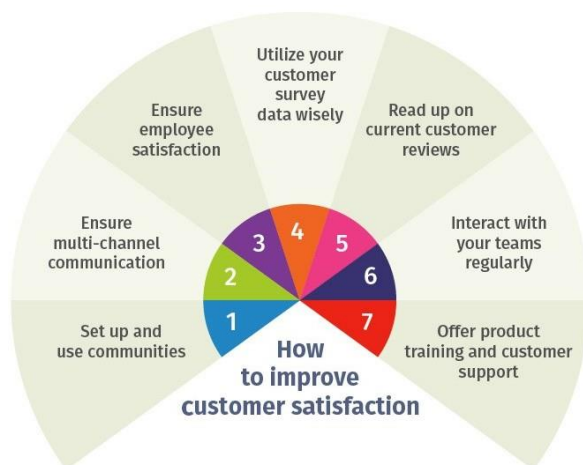 1
Set up and
use communities
2
Ensure
multi-channel
communication
3
Ensure
employee
satisfaction
4
Utilize your
customer
survey
data wisely
5
Read up on
current customer
reviews
6
Interact with
your teams
regularly
7
Offer product
training and customer
support
How
to improve
customer satisfaction